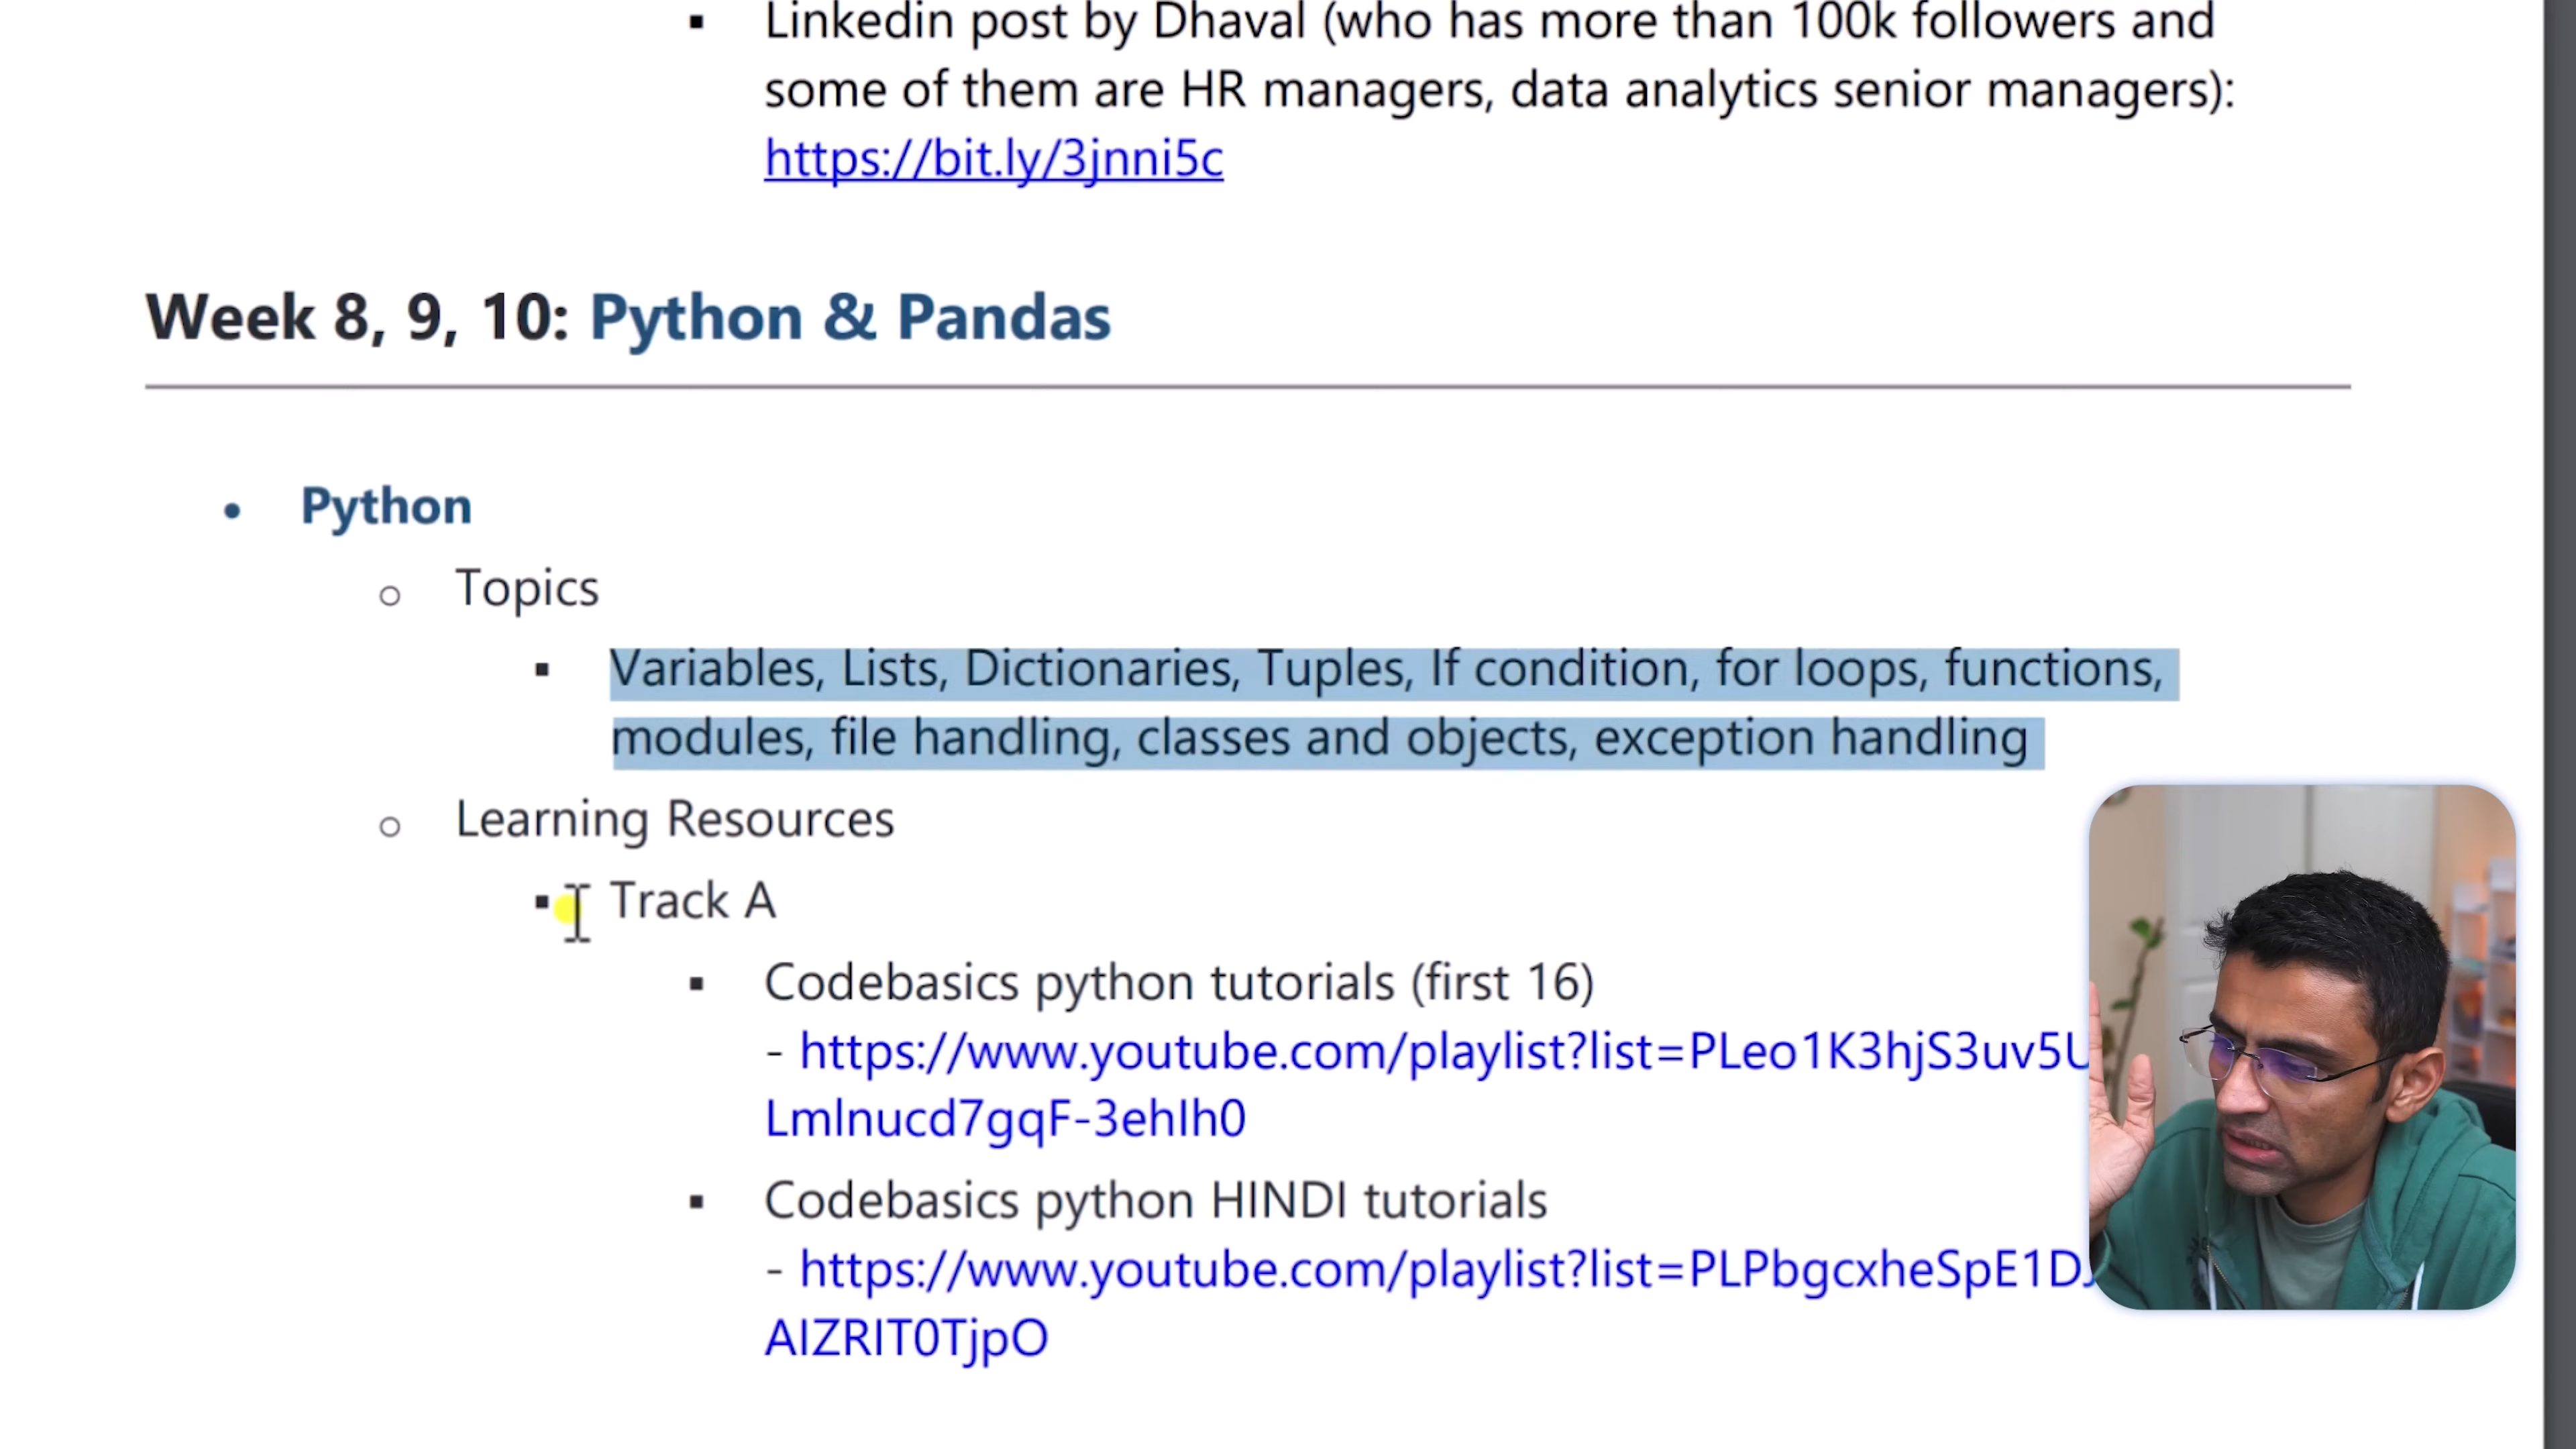 Linkedin post by Dhaval (who has more than 100k followers and
some of them are HR managers, data analytics senior managers):
https://bit.ly/3jnni5c
Week 8, 9, 10: Python & Pandas
Python
Topics
Variables, Lists, Dictionaries, Tuples, If condition, for loops, functions,
modules, file handling, classes and objects, exception handling
Learning Resources
Track A
Codebasics python tutorials (first 16)
- https://www.youtube.com/playlist?list=PLeo1K3hjS3uv5U
Lmlnucd7gqF-3ehIh0
Codebasics python HINDI tutorials
- https://www.youtube.com/playlist?list=PLPbgcxheSpE1DJ
AIZRIT0TjpO